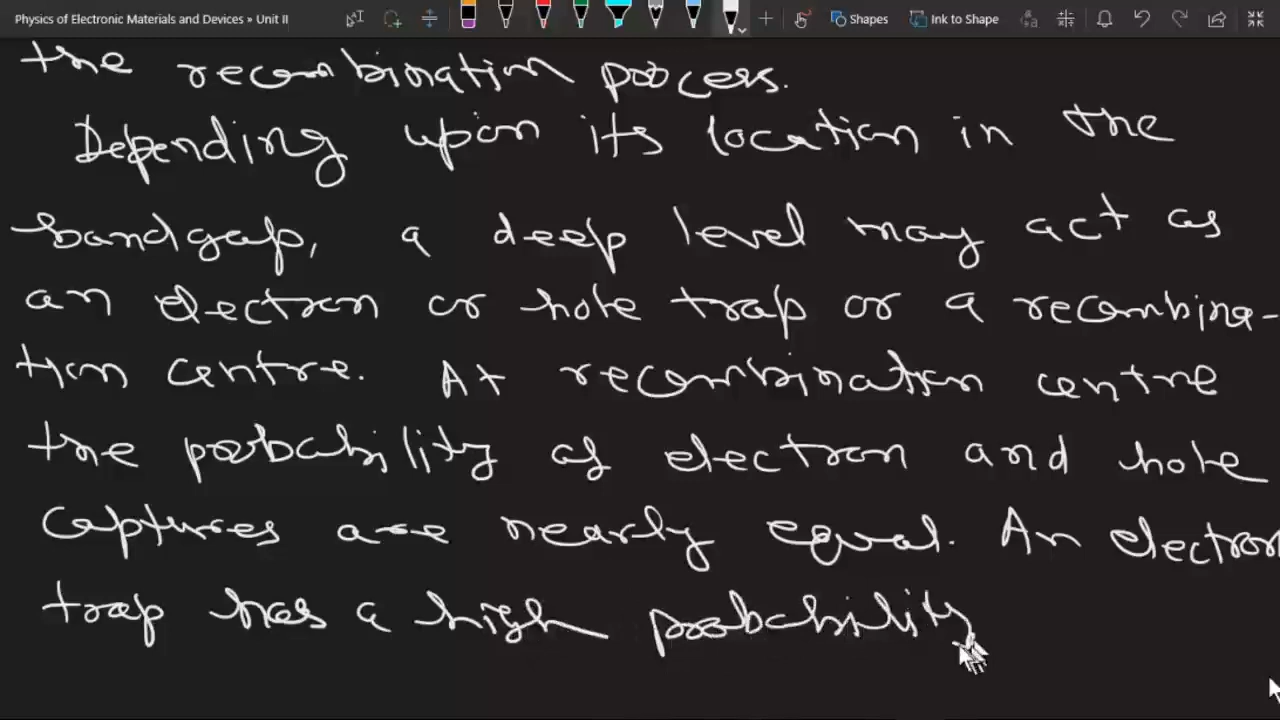 Physics of Electronic Materials and Devices » Unit II
Shapes
Ink to Shape
the recombination process.
Depending upon its location in the
bandgap, a deep level may act as
an electron or hole trap or a recombina-
tion centre. At recombination centre
the probability of electron and hole
captures are nearly equal. An electron
trap has a high probability